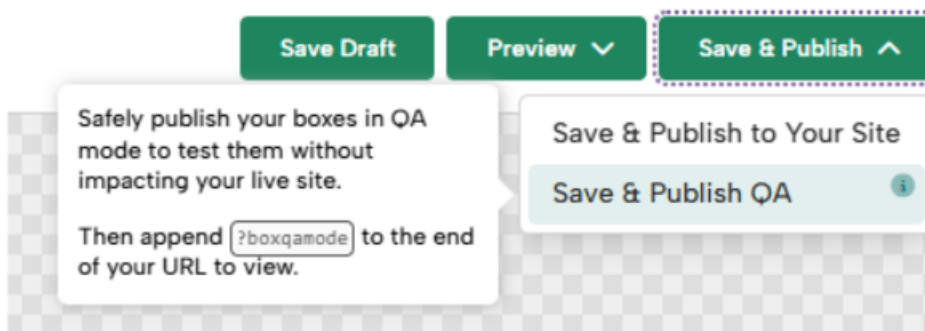 Save Draft
Preview
Save & Publish
Safely publish your boxes in QA
mode to test them without
impacting your live site.
Then append ?boxqamode to the end
of your URL to view.
Save & Publish to Your Site
Save & Publish QA
i